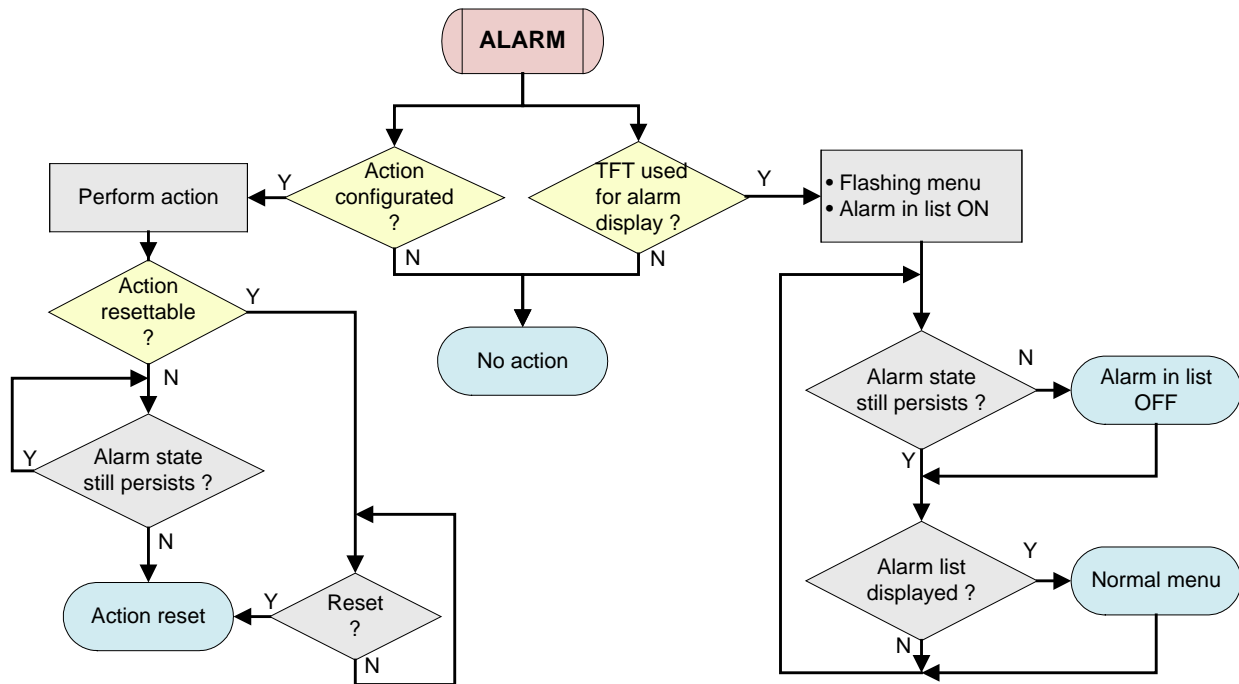 ALARM
Action
configurated
?
Y
N
TFT used
for alarm
display ?
Y
N
Perform action
• Flashing menu
• Alarm in list ON
No action
Action
resettable
?
Y
N
Alarm state
still persists ?
Y
N
Action reset
Reset
?
Y
N
Alarm state
still persists ?
N
Y
Alarm in list
OFF
Alarm list
displayed ?
Y
N
Normal menu